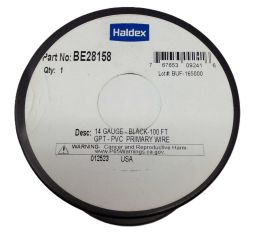 Haldex
Part No: BE28158
Qty: 1
7 67653 09241 6
Lot#: BUF-165000
Desc: 14 GAUGE - BLACK-100 FT
GPT - PVC PRIMARY WIRE
WARNING: Cancer and Reproductive Harm-
www.P65Warnings.ca.gov.
012523 USA